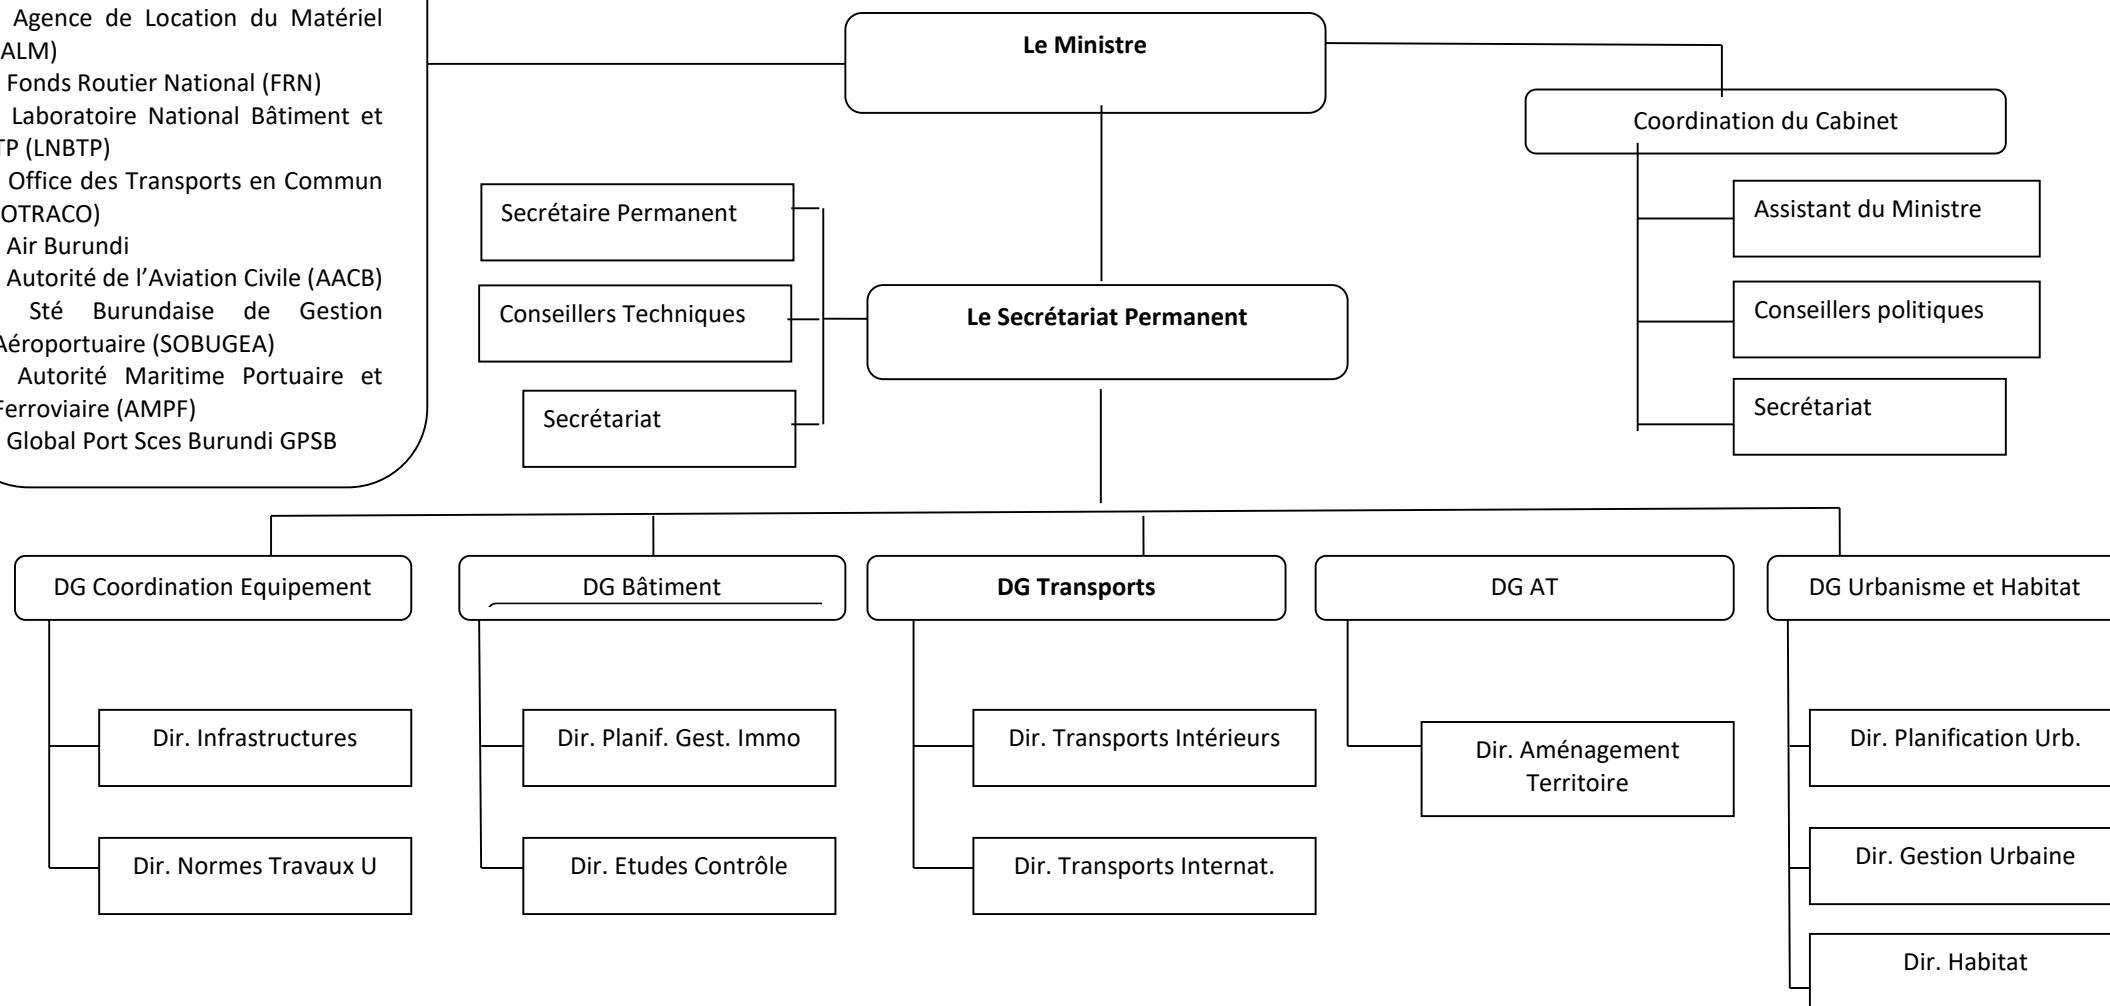 Agence de Location du Matériel
ALM)
Fonds Routier National (FRN)
Laboratoire National Bâtiment et
TP (LNBTP)
Office des Transports en Commun
OTRACO)
Air Burundi
Autorité de l’Aviation Civile (AACB)
Sté Burundaise de Gestion
Aéroportuaire (SOBUGEA)
Autorité Maritime Portuaire et
Ferroviaire (AMPF)
Global Port Sces Burundi GPSB
Le Ministre
Coordination du Cabinet
Assistant du Ministre
Conseillers politiques
Secrétariat
Secrétaire Permanent
Conseillers Techniques
Secrétariat
Le Secrétariat Permanent
DG Coordination Equipement
DG Bâtiment
DG Transports
DG AT
DG Urbanisme et Habitat
Dir. Infrastructures
Dir. Planif. Gest. Immo
Dir. Transports Intérieurs
Dir. Aménagement
Territoire
Dir. Planification Urb.
Dir. Normes Travaux U
Dir. Etudes Contrôle
Dir. Transports Internat.
Dir. Gestion Urbaine
Dir. Habitat